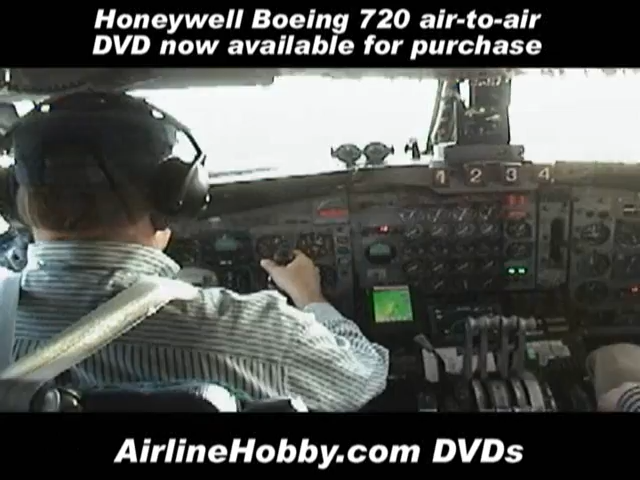 Honeywell Boeing 720 air-to-air
DVD now available for purchase
1 2 3 4
AirlineHobby.com DVDs